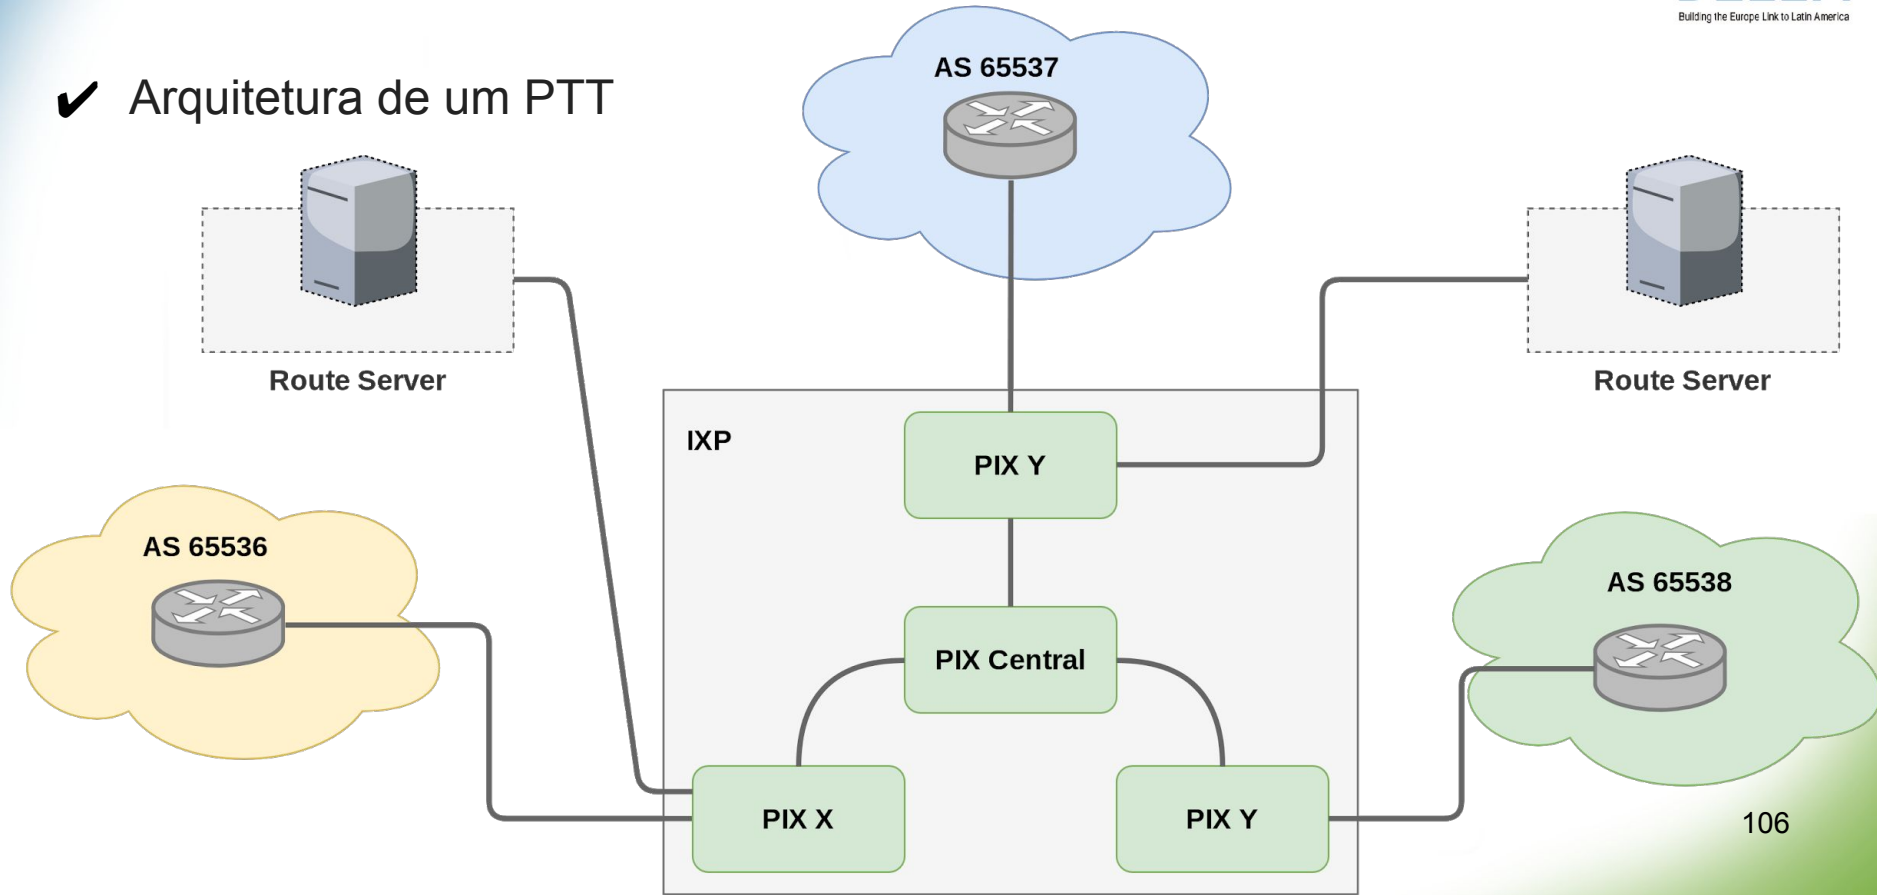 Building the Europe Link to Latin America
✔ Arquitetura de um PTT
AS 65537
Route Server
Route Server
IXP
PIX Y
AS 65536
AS 65538
PIX Central
PIX X
PIX Y
106